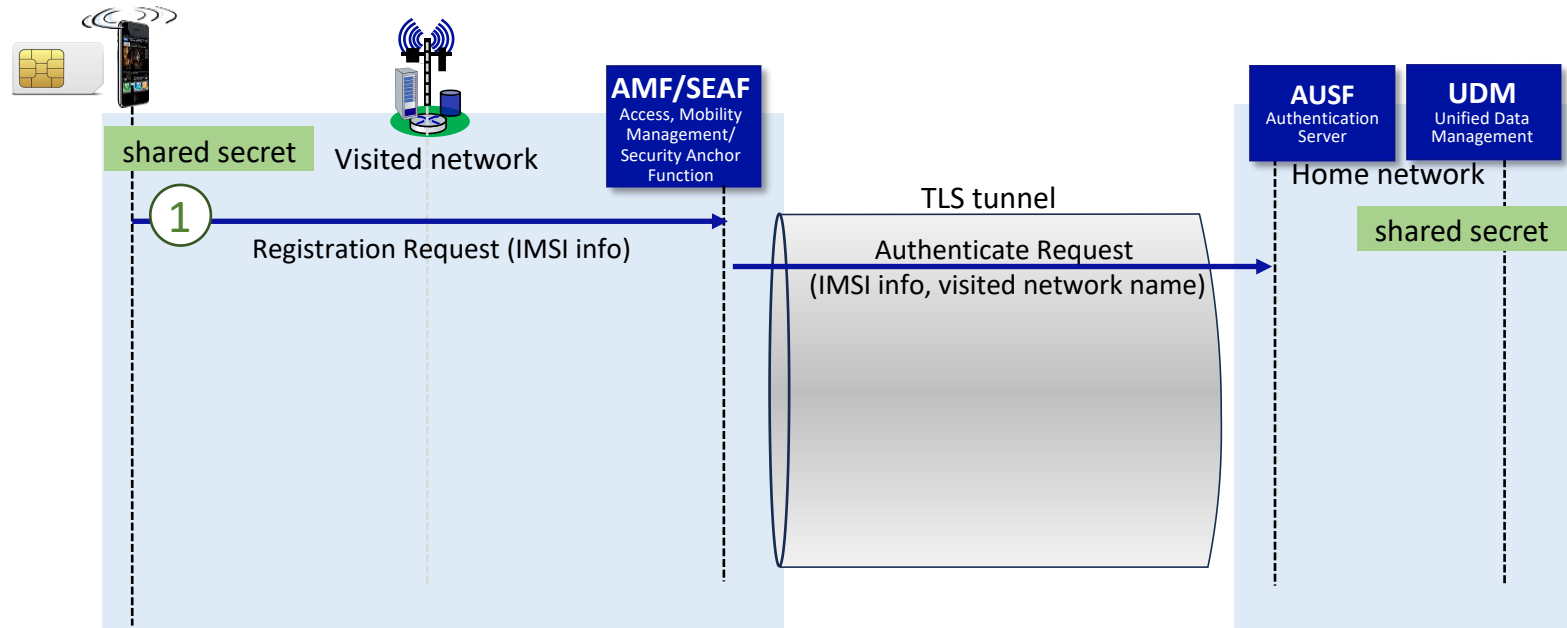 AMF/SEAF
Access, Mobility
Management/
Security Anchor
Function
AUSF
Authentication
Server
UDM
Unified Data
Management
shared secret
Visited network
Home network
TLS tunnel
1
Registration Request (IMSI info)
Authenticate Request
(IMSI info, visited network name)
shared secret